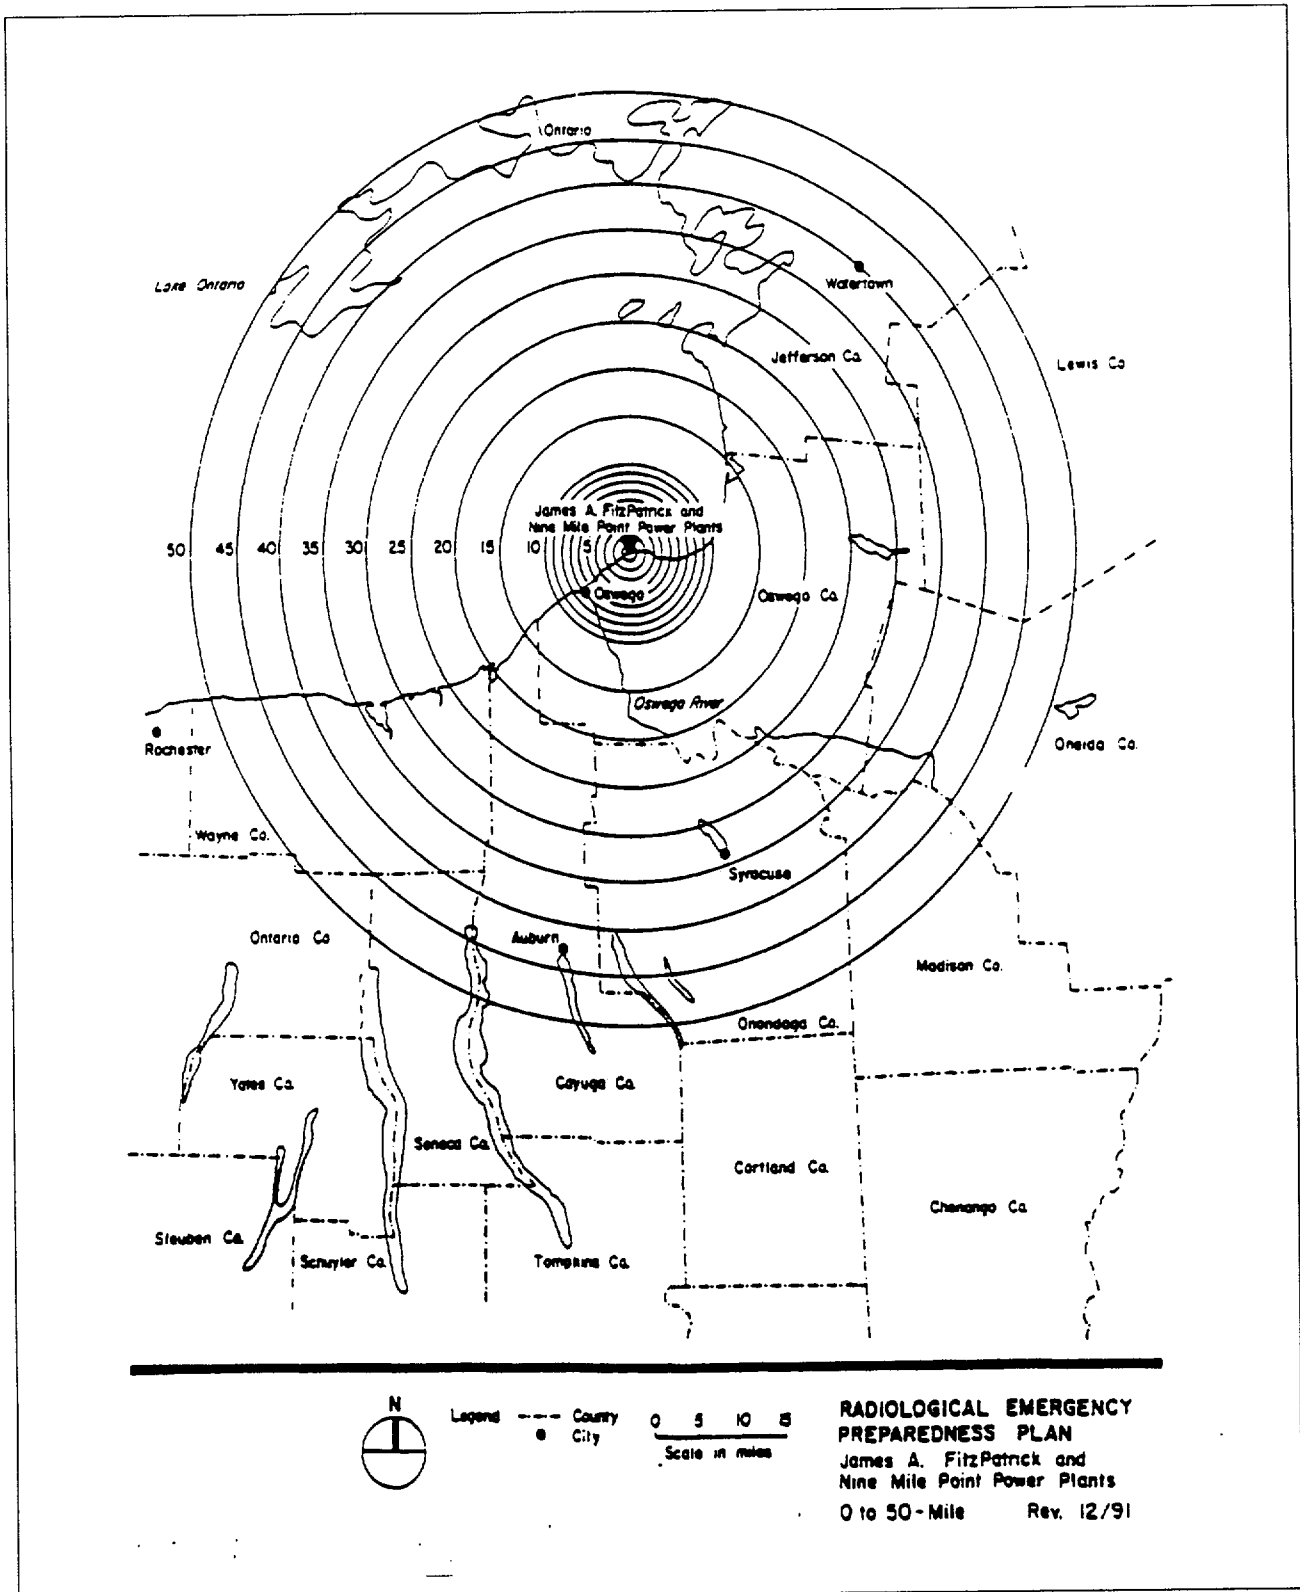 Ontario
Lake Ontario
Watertown
Jefferson Co.
Lewis Co.
James A. FitzPatrick and
Nine Mile Point Power Plants
50 45 40 35 30 25 20 15 10 5
Oswego
Oswego Co.
Oswego River
Rochester
Oneida Co.
Wayne Co.
Syracuse
Ontario Co.
Auburn
Madison Co.
Onondaga Co.
Yates Co.
Cayuga Co.
Seneca Co.
Cortland Co.
Chenango Co.
Steuben Co.
Schuyler Co.
Tompkins Co.
N
Legend County
City
0 5 10 15
Scale in miles
RADIOLOGICAL EMERGENCY
PREPAREDNESS PLAN
James A. FitzPatrick and
Nine Mile Point Power Plants
0 to 50-Mile Rev. 12/91